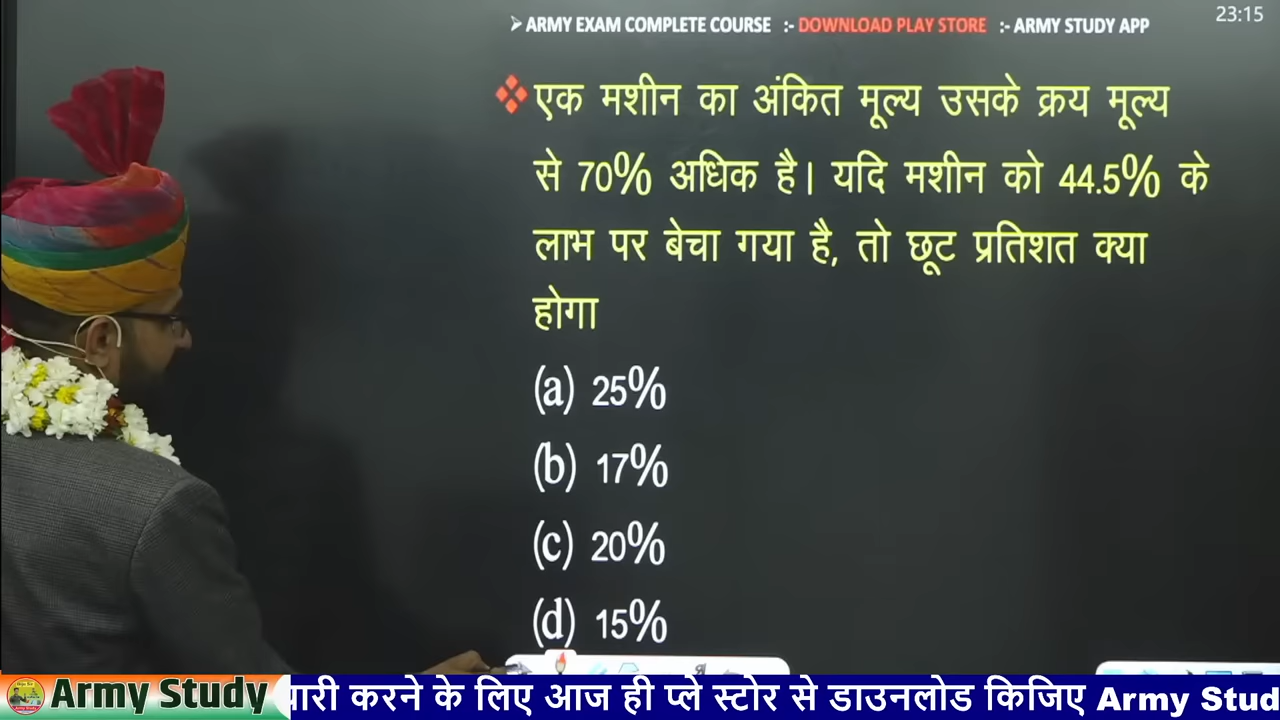 23:15
➢ ARMY EXAM COMPLETE COURSE :- DOWNLOAD PLAY STORE :- ARMY STUDY APP
❖ एक मशीन का अंकित मूल्य उसके क्रय मूल्य
से 70% अधिक है। यदि मशीन को 44.5% के
लाभ पर बेचा गया है, तो छूट प्रतिशत क्या
होगा
(a) 25%
(b) 17%
(c) 20%
(d) 15%
Army Study यारी करने के लिए आज ही प्ले स्टोर से डाउनलोड किजिए Army Stud